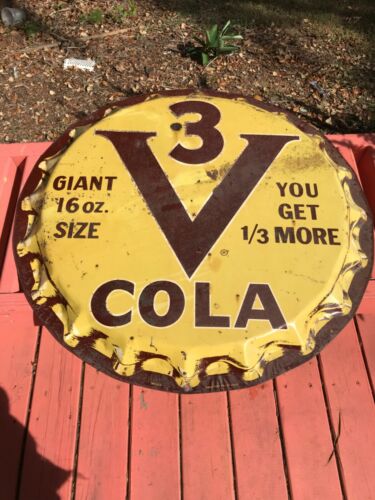 3
V
GIANT
16 oz.
SIZE
YOU
GET
1/3 MORE
COLA
®